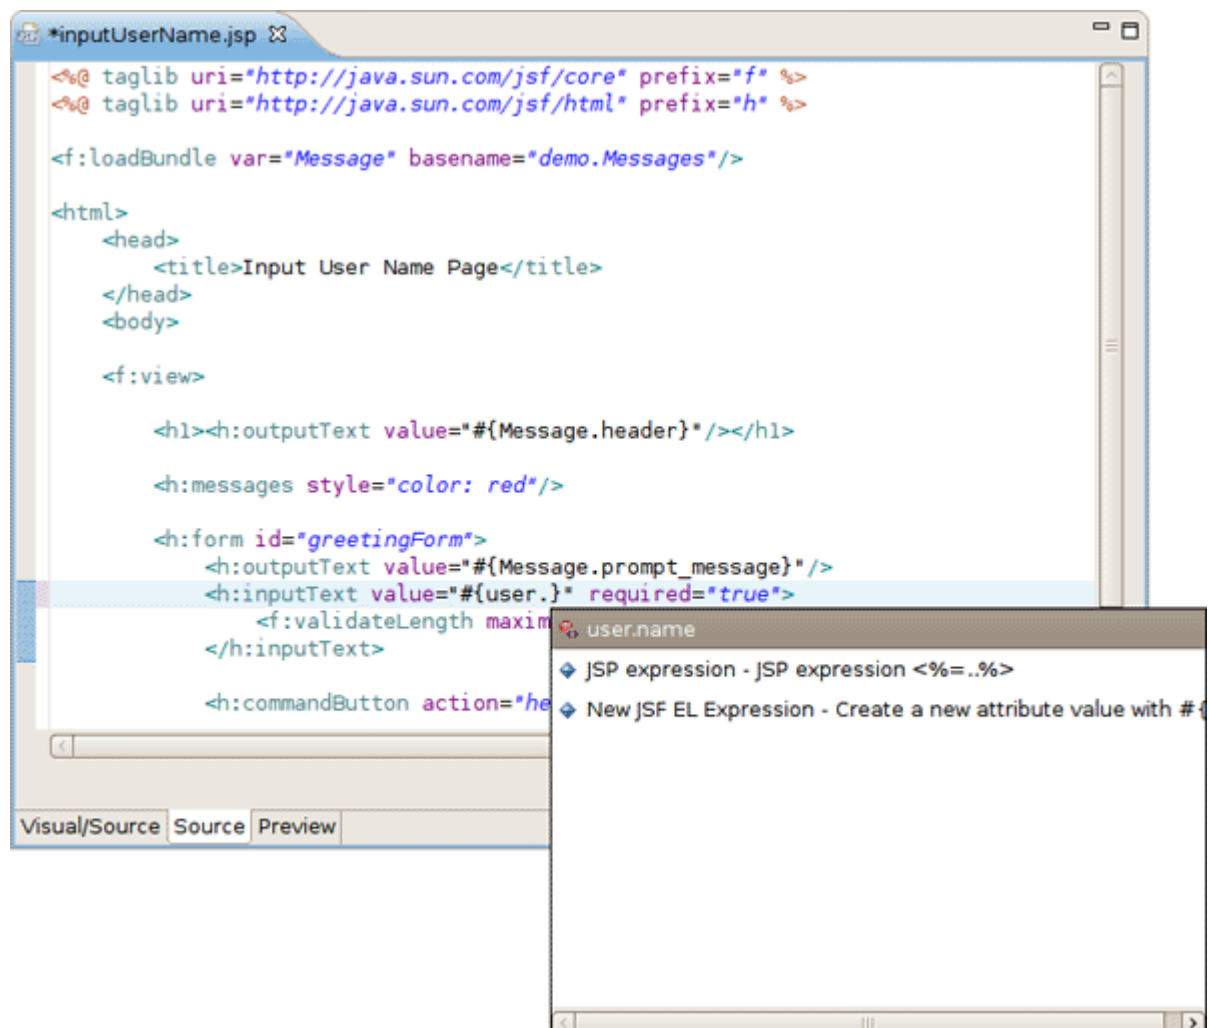 *inputUserName.jsp
<%@ taglib uri="http://java.sun.com/jsf/core" prefix="f" %>
<%@ taglib uri="http://java.sun.com/jsf/html" prefix="h" %>
<f:loadBundle var="Message" basename="demo.Messages"/>
<html>
<head>
<title>Input User Name Page</title>
</head>
<body>
<f:view>
<h1><h:outputText value="#{Message.header}"/></h1>
<h:messages style="color: red"/>
<h:form id="greetingForm">
<h:outputText value="#{Message.prompt_message}"/>
<h:inputText value="#{user.}" required="true">
<f:validateLength maxim
</h:inputText>
<h:commandButton action="he
user.name
JSP expression - JSP expression <%=..%>
New JSF EL Expression - Create a new attribute value with #{
Visual/Source Source Preview